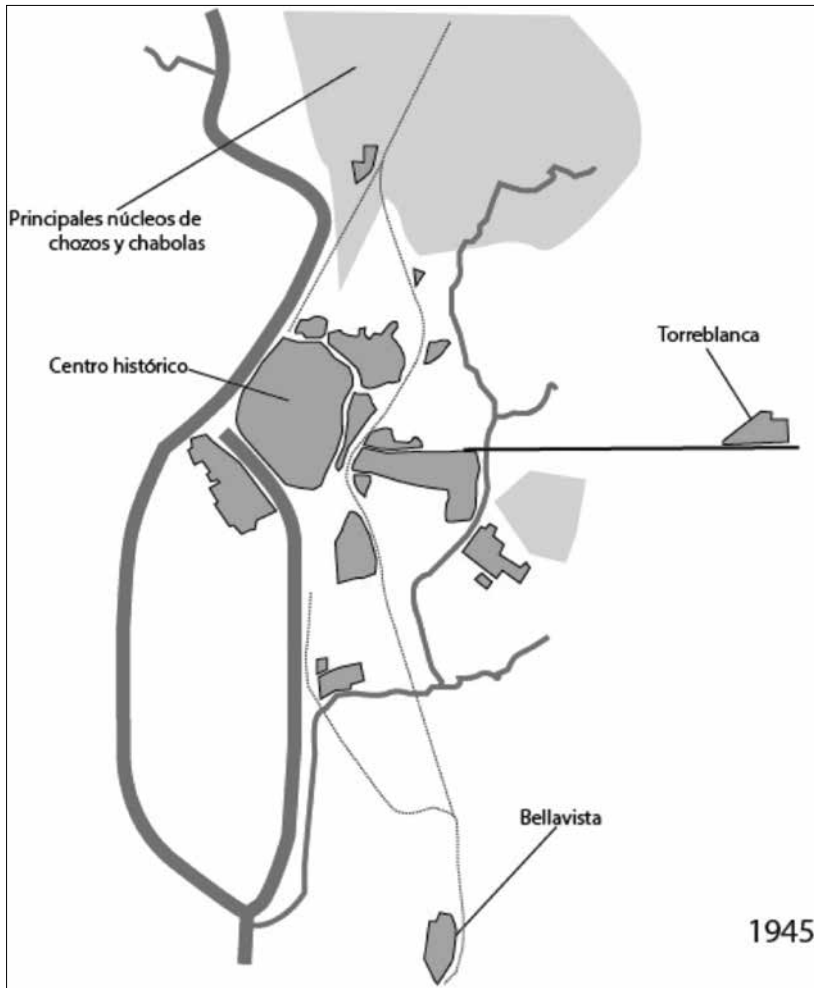 Principales núcleos de
chozos y chabolas
Torreblanca
Centro histórico
Bellavista
1945